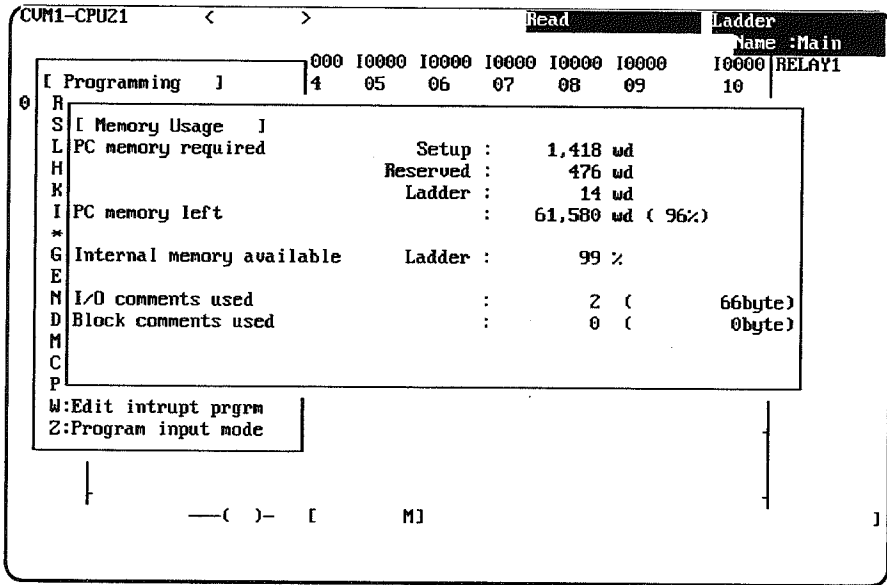 CVM1-CPU21 < > Read Ladder
Name :Main
000 I0000 I0000 I0000 I0000 I0000 I0000 RELAY1
[ Programming ] 4 05 06 07 08 09 10
0 R
S [ Memory Usage ]
L PC memory required Setup : 1,418 wd
H Reserved : 476 wd
K Ladder : 14 wd
I PC memory left : 61,580 wd ( 96%)
*
G Internal memory available Ladder : 99 %
E
N I/O comments used : 2 ( 66byte)
D Block comments used : 0 ( 0byte)
M
C
P
W:Edit intrupt prgrm
Z:Program input mode
—( )— [ M] ]